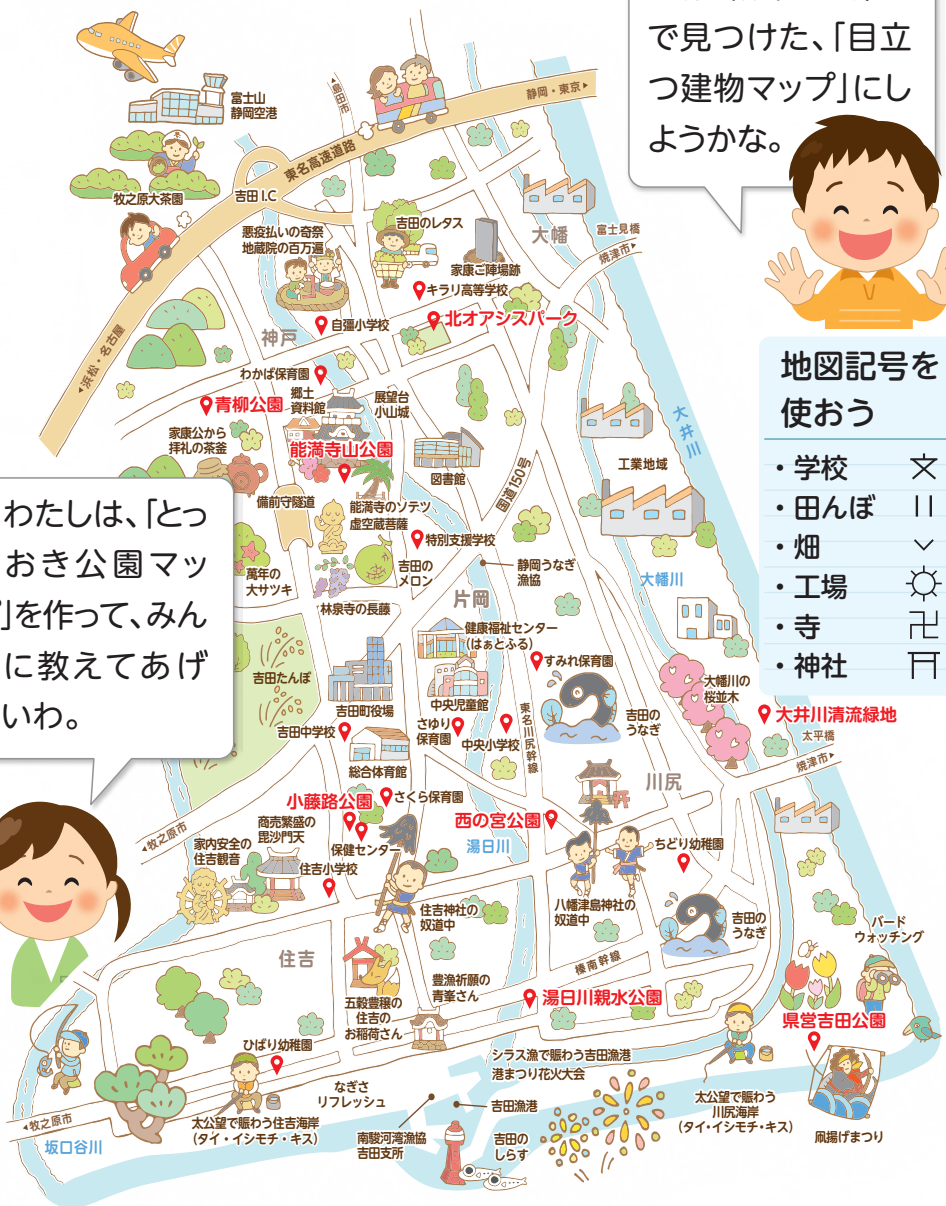 で見つけた、「目立
つ建物マップ」にし
ようかな。
静岡・東京▶
▲島田市
富士山
静岡空港
東名高速道路
牧之原大茶園
吉田I.C
悪疫払いの奇祭
地蔵院の百万遍
吉田のレタス
大幡
富士見橋
焼津市▶
家康ご陣場跡
キラリ高等学校
北オアシスパーク
自彊小学校
神戸
◀浜松・名古屋
わかば保育園
青柳公園
郷土
資料館
展望台
小山城
家康公から
拝礼の茶釜
能満寺山公園
図書館
国道150号
工業地域
大井川
地図記号を
使おう
・学校 文
・田んぼ
・畑
・工場
・寺 卍
・神社
備前守隧道
能満寺のソテツ
虚空蔵菩薩
特別支援学校
わたしは、「とっ
おき公園マッ
」を作って、みん
に教えてあげ
いわ。
萬年の
大サツキ
吉田の
メロン
静岡うなぎ
漁協
大幡川
林泉寺の長藤
片岡
健康福祉センター
(はぁとふる)
すみれ保育園
吉田たんぼ
吉田町役場
中央児童館
大幡川の
桜並木
吉田中学校
さゆり
保育園
中央小学校
東名川尻幹線
吉田の
うなぎ
大井川清流緑地
太平橋
焼津市▶
総合体育館
川尻
小藤路公園
さくら保育園
西の宮公園
◀牧之原市
商売繁盛の
毘沙門天
保健センター
湯日川
ちどり幼稚園
家内安全の
住吉観音
住吉小学校
住吉神社の
奴道中
八幡津島神社の
奴道中
吉田の
うなぎ
バード
ウォッチング
住吉
榛南幹線
五穀豊穣の
住吉の
お稲荷さん
豊漁祈願の
青峯さん
湯日川親水公園
県営吉田公園
ひばり幼稚園
シラス漁で賑わう吉田漁港
港まつり花火大会
なぎさ
リフレッシュ
吉田漁港
太公望で賑わう住吉海岸
(タイ・イシモチ・キス)
太公望で賑わう
川尻海岸
(タイ・イシモチ・キス)
凧揚げまつり
◀牧之原市
坂口谷川
南駿河湾漁協
吉田支所
吉田の
しらす